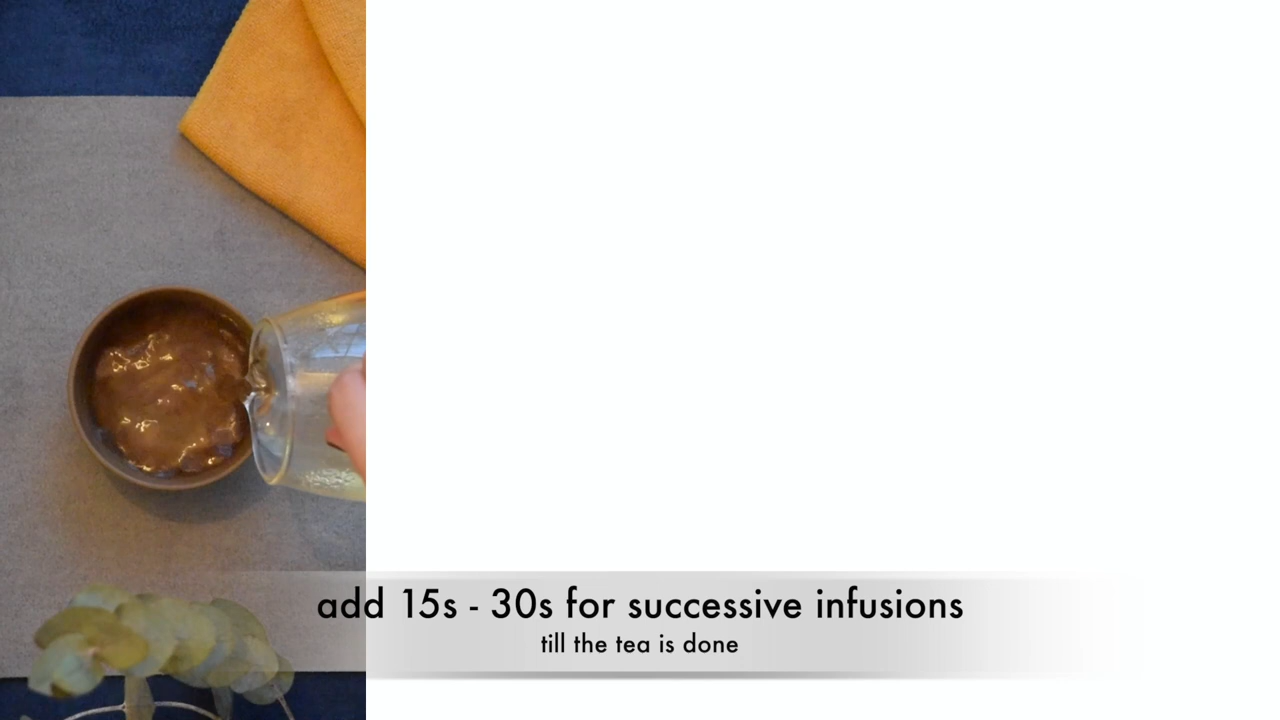 add 15s - 30s for successive infusions
till the tea is done